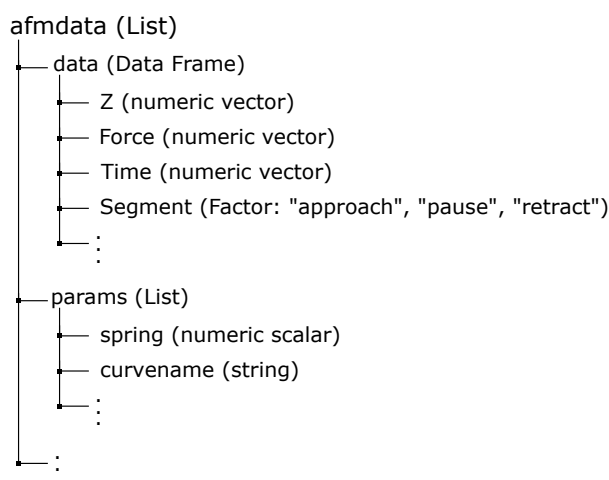 afmdata (List)
data (Data Frame)
Z (numeric vector)
Force (numeric vector)
Time (numeric vector)
Segment (Factor: "approach", "pause", "retract")
⋮
params (List)
spring (numeric scalar)
curvename (string)
⋮
: